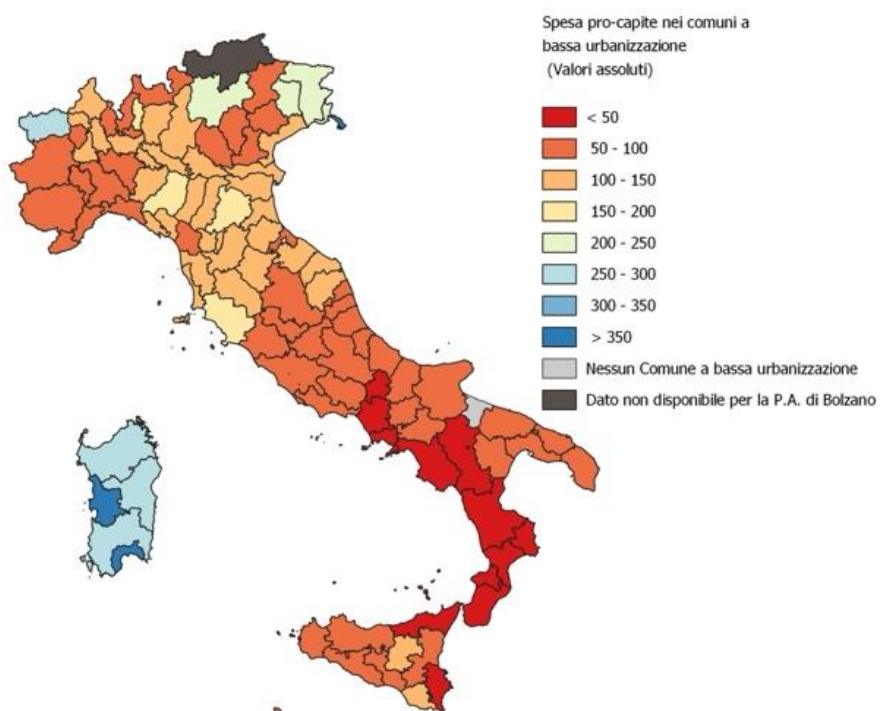 Spesa pro-capite nei comuni a
bassa urbanizzazione
(Valori assoluti)
< 50
50 - 100
100 - 150
150 - 200
200 - 250
250 - 300
300 - 350
> 350
Nessun Comune a bassa urbanizzazione
Dato non disponibile per la P.A. di Bolzano